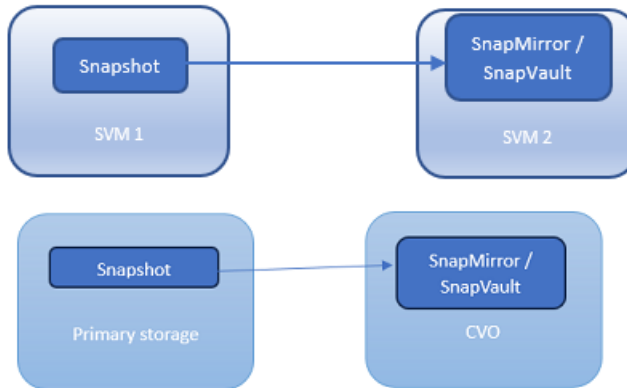 Snapshot
SnapMirror /
SnapVault
SVM 1
SVM 2
Snapshot
SnapMirror /
SnapVault
Primary storage
CVO